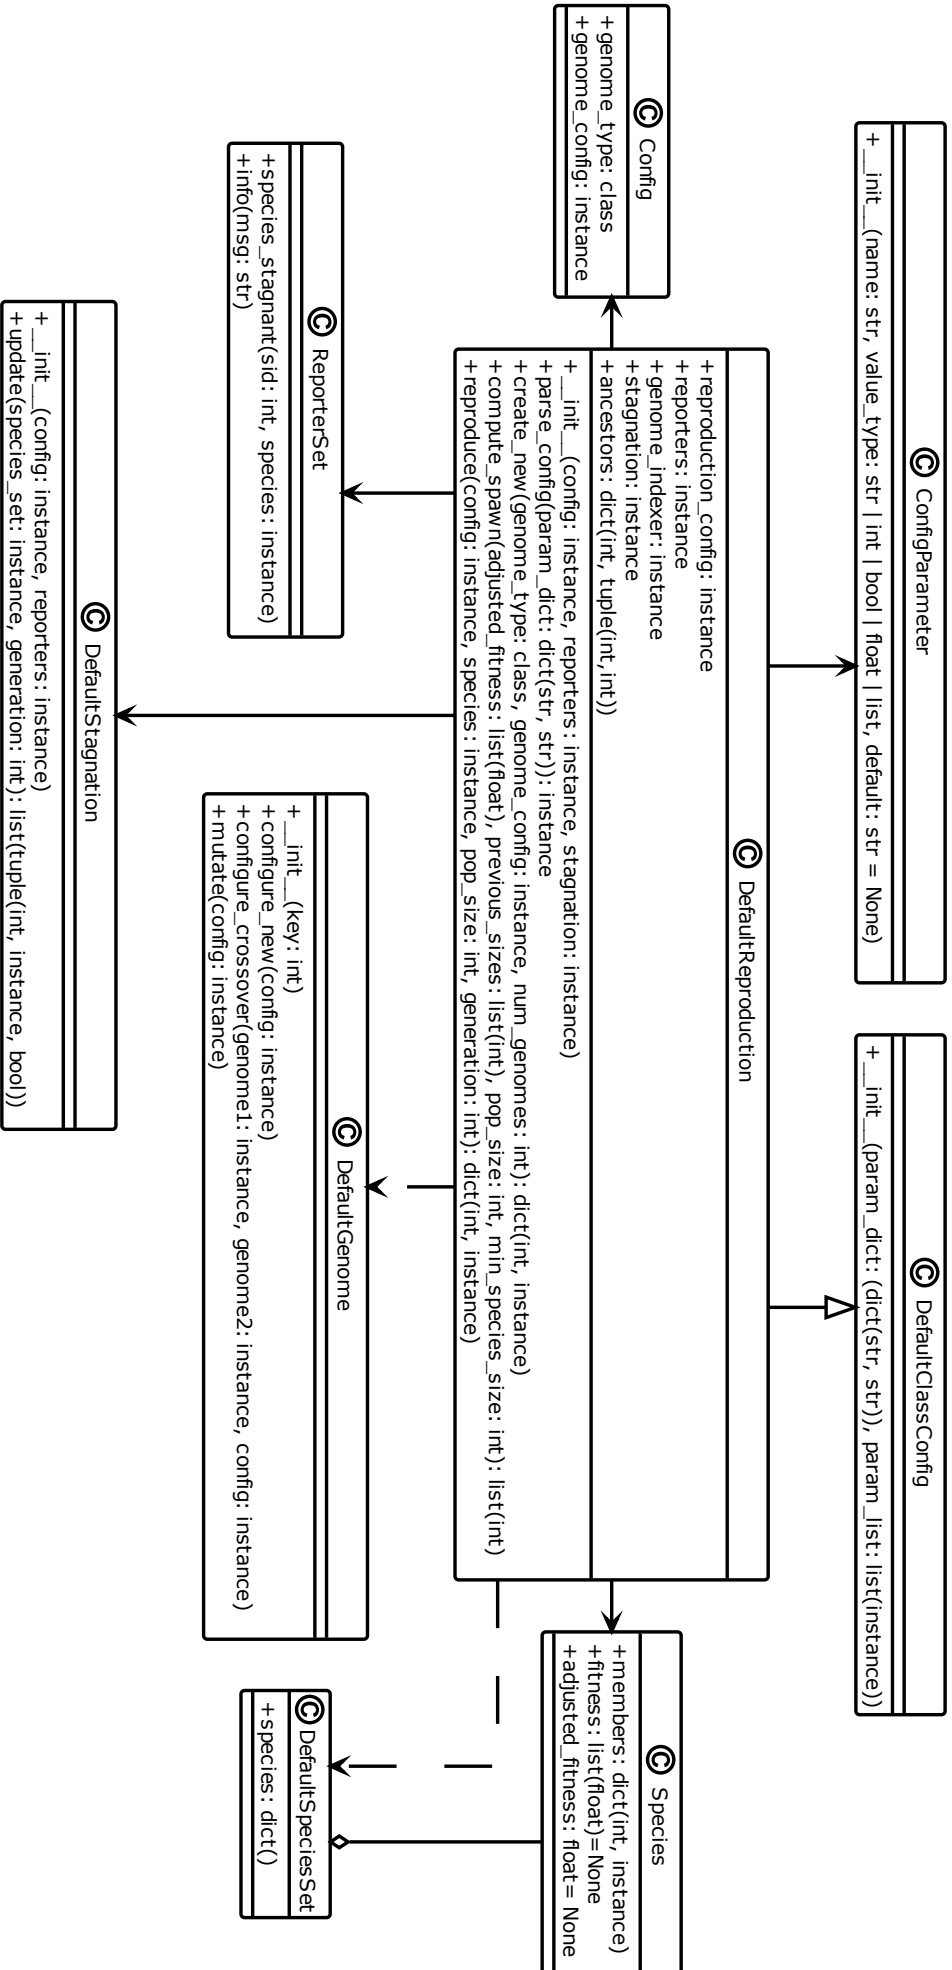 C ConfigParameter
+__init__(name: str, value_type: str | int | bool | float | list, default: str = None)
C DefaultClassConfig
+__init__(param_dict: (dict(str, str)), param_list: list(instance))
C Config
+genome_type: class
+genome_config: instance
C DefaultReproduction
+reproduction_config: instance
+reporters: instance
+genome_indexer: instance
+stagnation: instance
+ancestors: dict(int, tuple(int,int))
+__init__(config: instance, reporters: instance, stagnation: instance)
+parse_config(param_dict: dict(str, str)): instance
+create_new(genome_type: class, genome_config: instance, num_genomes: int): dict(int, instance)
+compute_spawn(adjusted_fitness: list(float), previous_sizes: list(int), pop_size: int, min_species_size: int): list(int)
+reproduce(config: instance, species: instance, pop_size: int, generation: int): dict(int, instance)
C Species
+members: dict(int, instance)
+fitness: list(float)=None
+adjusted_fitness: float= None
C ReporterSet
+species_stagnant(sid: int, species: instance)
+info(msg: str)
C DefaultGenome
+__init__(key: int)
+configure_new(config: instance)
+configure_crossover(genome1: instance, genome2: instance, config: instance)
+mutate(config: instance)
C DefaultSpeciesSet
+species: dict()
C DefaultStagnation
+__init__(config: instance, reporters: instance)
+update(species_set: instance, generation: int): list(tuple(int, instance, bool))